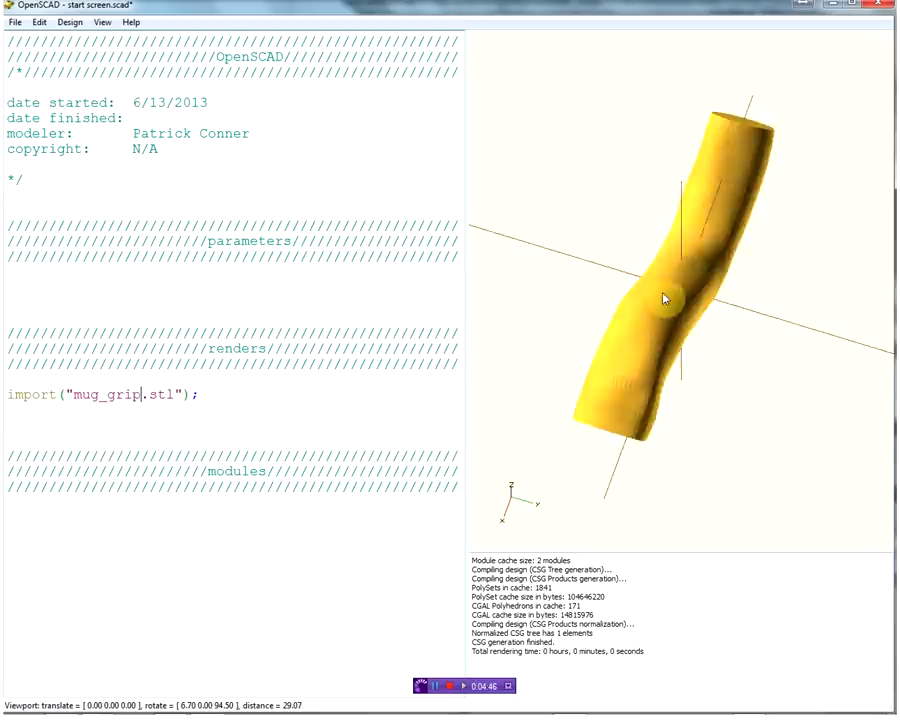 OpenSCAD - start screen.scad*
File Edit Design View Help
////////////////////////////////////////////////////////
//////////////////////////OpenSCAD//////////////////////
/*//////////////////////////////////////////////////////
date started: 6/13/2013
date finished:
modeler: Patrick Conner
copyright: N/A
*/
////////////////////////////////////////////////////////
/////////////////////////parameters/////////////////////
////////////////////////////////////////////////////////
////////////////////////////////////////////////////////
/////////////////////////renders////////////////////////
////////////////////////////////////////////////////////
import("mug_grip.stl");
////////////////////////////////////////////////////////
/////////////////////////modules////////////////////////
////////////////////////////////////////////////////////
Z
Y
X
Module cache size: 2 modules
Compiling design (CSG Tree generation)...
Compiling design (CSG Products generation)...
PolySets in cache: 1841
PolySet cache size in bytes: 104646220
CGAL Polyhedrons in cache: 171
CGAL cache size in bytes: 14815976
Compiling design (CSG Products normalization)...
Normalized CSG tree has 1 elements
CSG generation finished.
Total rendering time: 0 hours, 0 minutes, 0 seconds
0:04:46
Viewport: translate = [ 0.00 0.00 0.00 ], rotate = [ 6.70 0.00 94.50 ], distance = 29.07